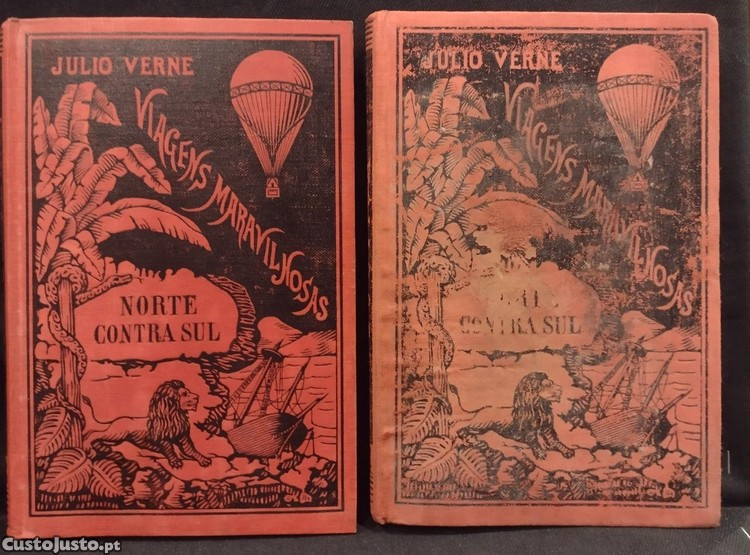 JULIO VERNE
VIAGENS MARAVILHOSAS
NORTE
CONTRA SUL
JULIO VERNE
VIAGENS MARAVILHOSAS
CONTRA SUL
CustoJusto.pt